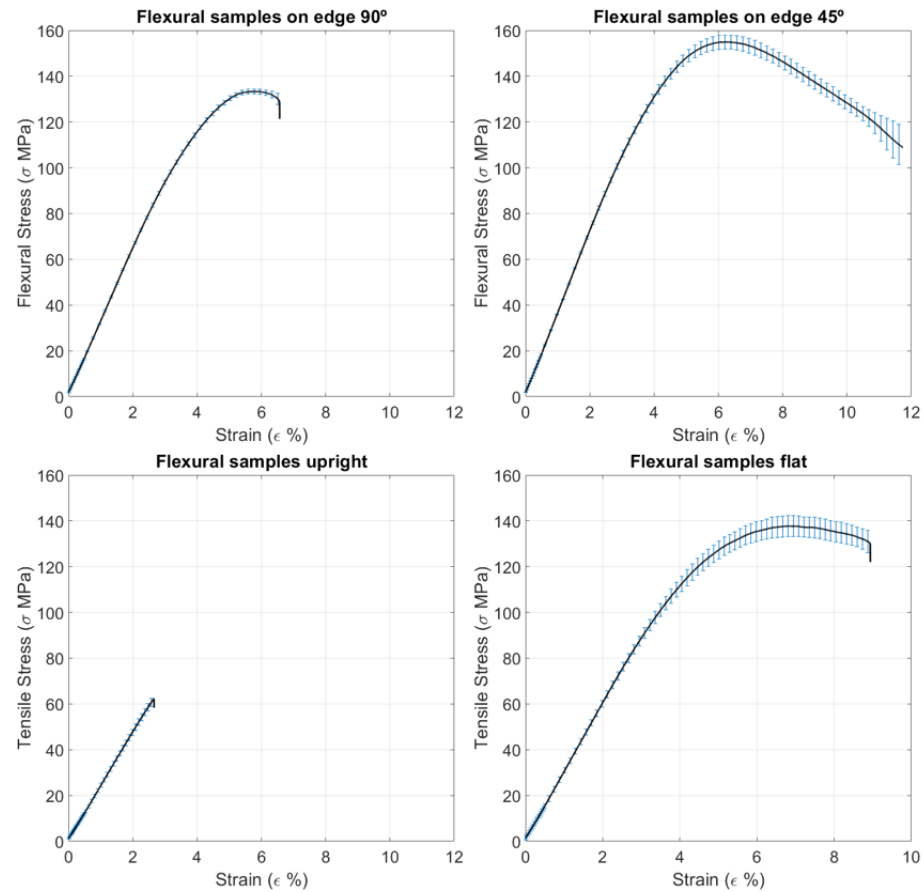 Flexural samples on edge 90º
160
140
120
100
80
60
40
20
0
Flexural Stress (σ MPa)
0 2 4 6 8 10 12
Strain (ϵ %)
Flexural samples on edge 45º
160
140
120
100
80
60
40
20
0
Flexural Stress (σ MPa)
0 2 4 6 8 10 12
Strain (ϵ %)
Flexural samples upright
160
140
120
100
80
60
40
20
0
Tensile Stress (σ MPa)
0 2 4 6 8 10 12
Strain (ϵ %)
Flexural samples flat
160
140
120
100
80
60
40
20
0
Tensile Stress (σ MPa)
0 2 4 6 8 10
Strain (ϵ %)